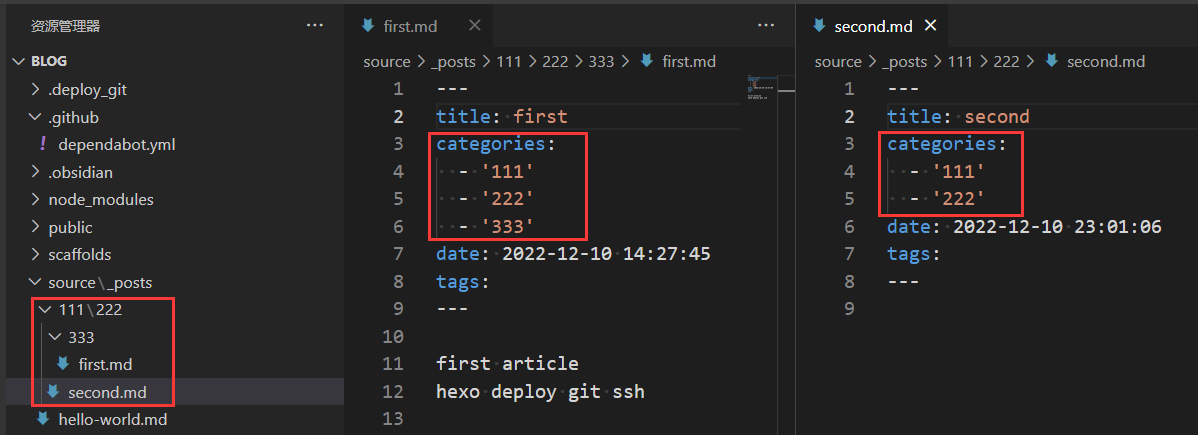 资源管理器 ···
BLOG
.deploy_git
.github
! dependabot.yml
.obsidian
node_modules
public
scaffolds
source\_posts
111\222
333
first.md
second.md
hello-world.md
first.md × ···
source > _posts > 111 > 222 > 333 > first.md
1 ---
2 title: first
3 categories:
4 - '111'
5 - '222'
6 - '333'
7 date: 2022-12-10 14:27:45
8 tags:
9 ---
10
11 first article
12 hexo deploy git ssh
13
second.md ×
source > _posts > 111 > 222 > second.md
1 ---
2 title: second
3 categories:
4 - '111'
5 - '222'
6 date: 2022-12-10 23:01:06
7 tags:
8 ---
9